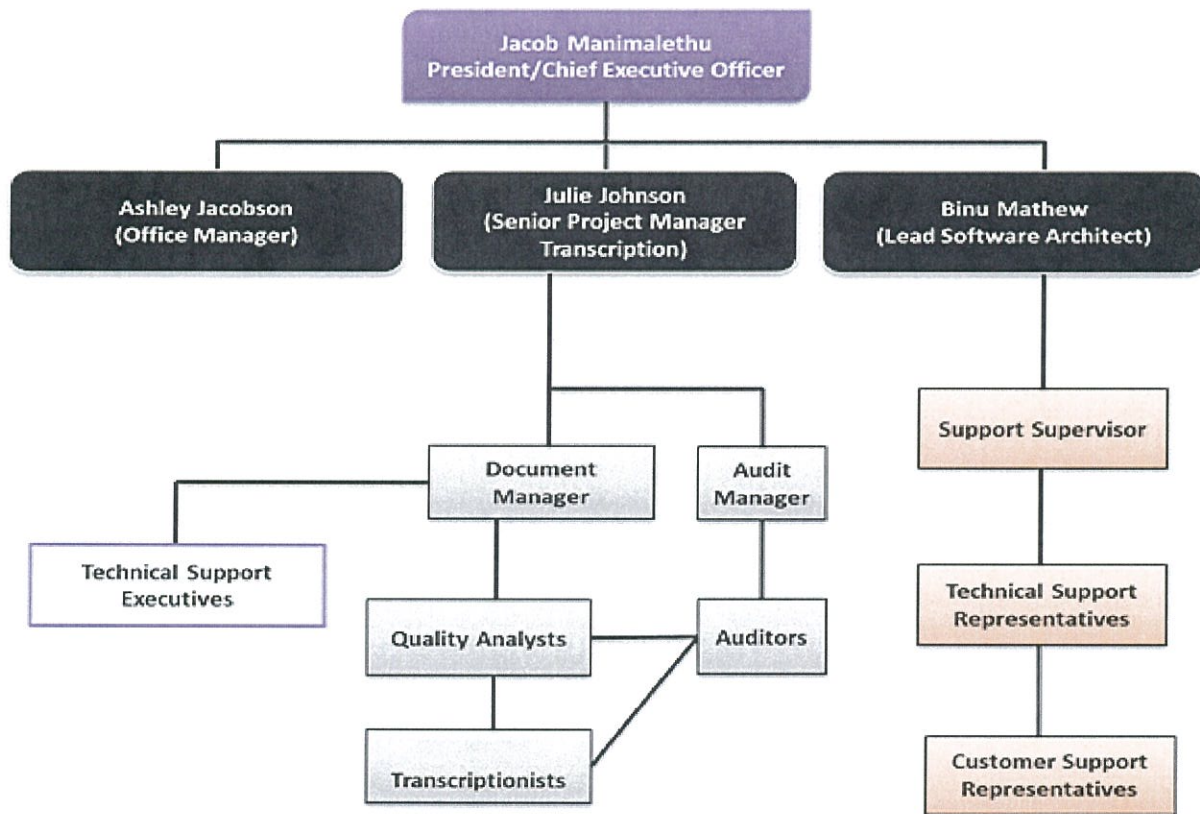 Jacob Manimalethu
President/Chief Executive Officer
Ashley Jacobson
(Office Manager)
Julie Johnson
(Senior Project Manager
Transcription)
Binu Mathew
(Lead Software Architect)
Support Supervisor
Document
Manager
Audit
Manager
Technical Support
Executives
Technical Support
Representatives
Quality Analysts
Auditors
Transcriptionists
Customer Support
Representatives